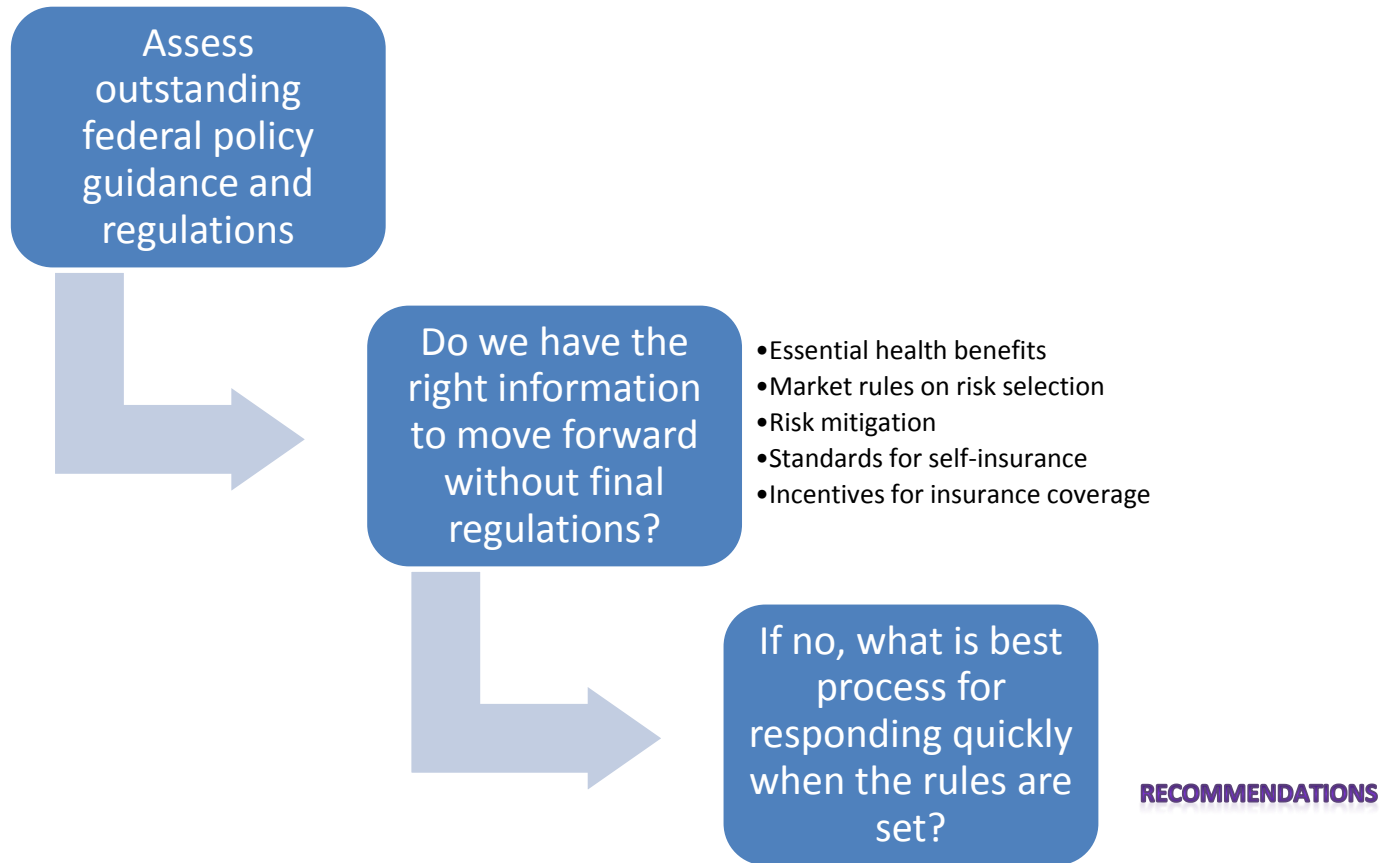 Assess
outstanding
federal policy
guidance and
regulations
Do we have the
right information
to move forward
without final
regulations?
•Essential health benefits
•Market rules on risk selection
•Risk mitigation
•Standards for self-insurance
•Incentives for insurance coverage
If no, what is best
process for
responding quickly
when the rules are
set?
RECOMMENDATIONS